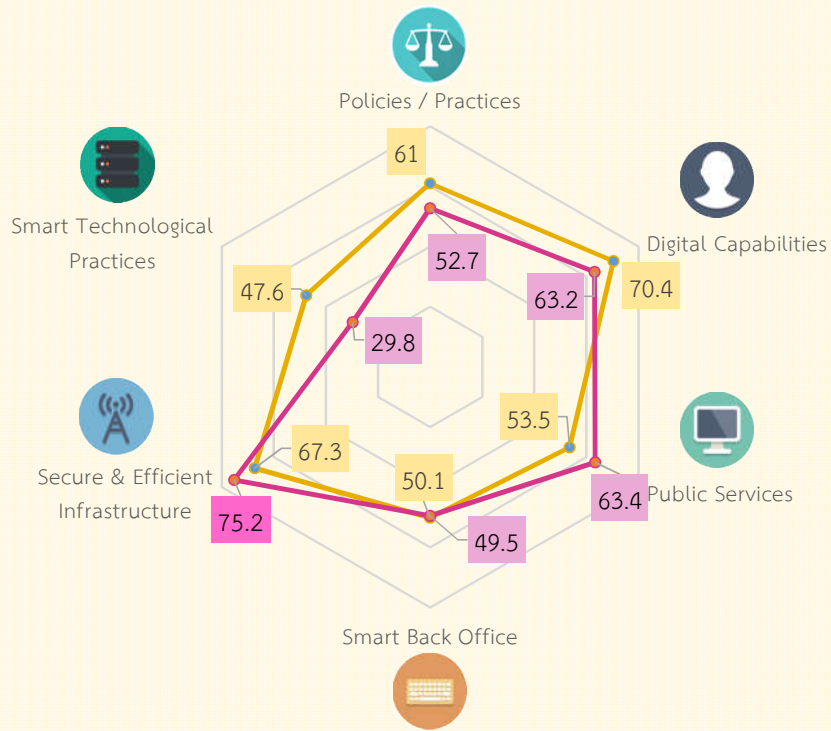 Policies / Practices
61
Smart Technological
Practices
Digital Capabilities
52.7
63.2
70.4
47.6
29.8
53.5
67.3
50.1
Secure & Efficient
Infrastructure
75.2
49.5
63.4
Public Services
Smart Back Office